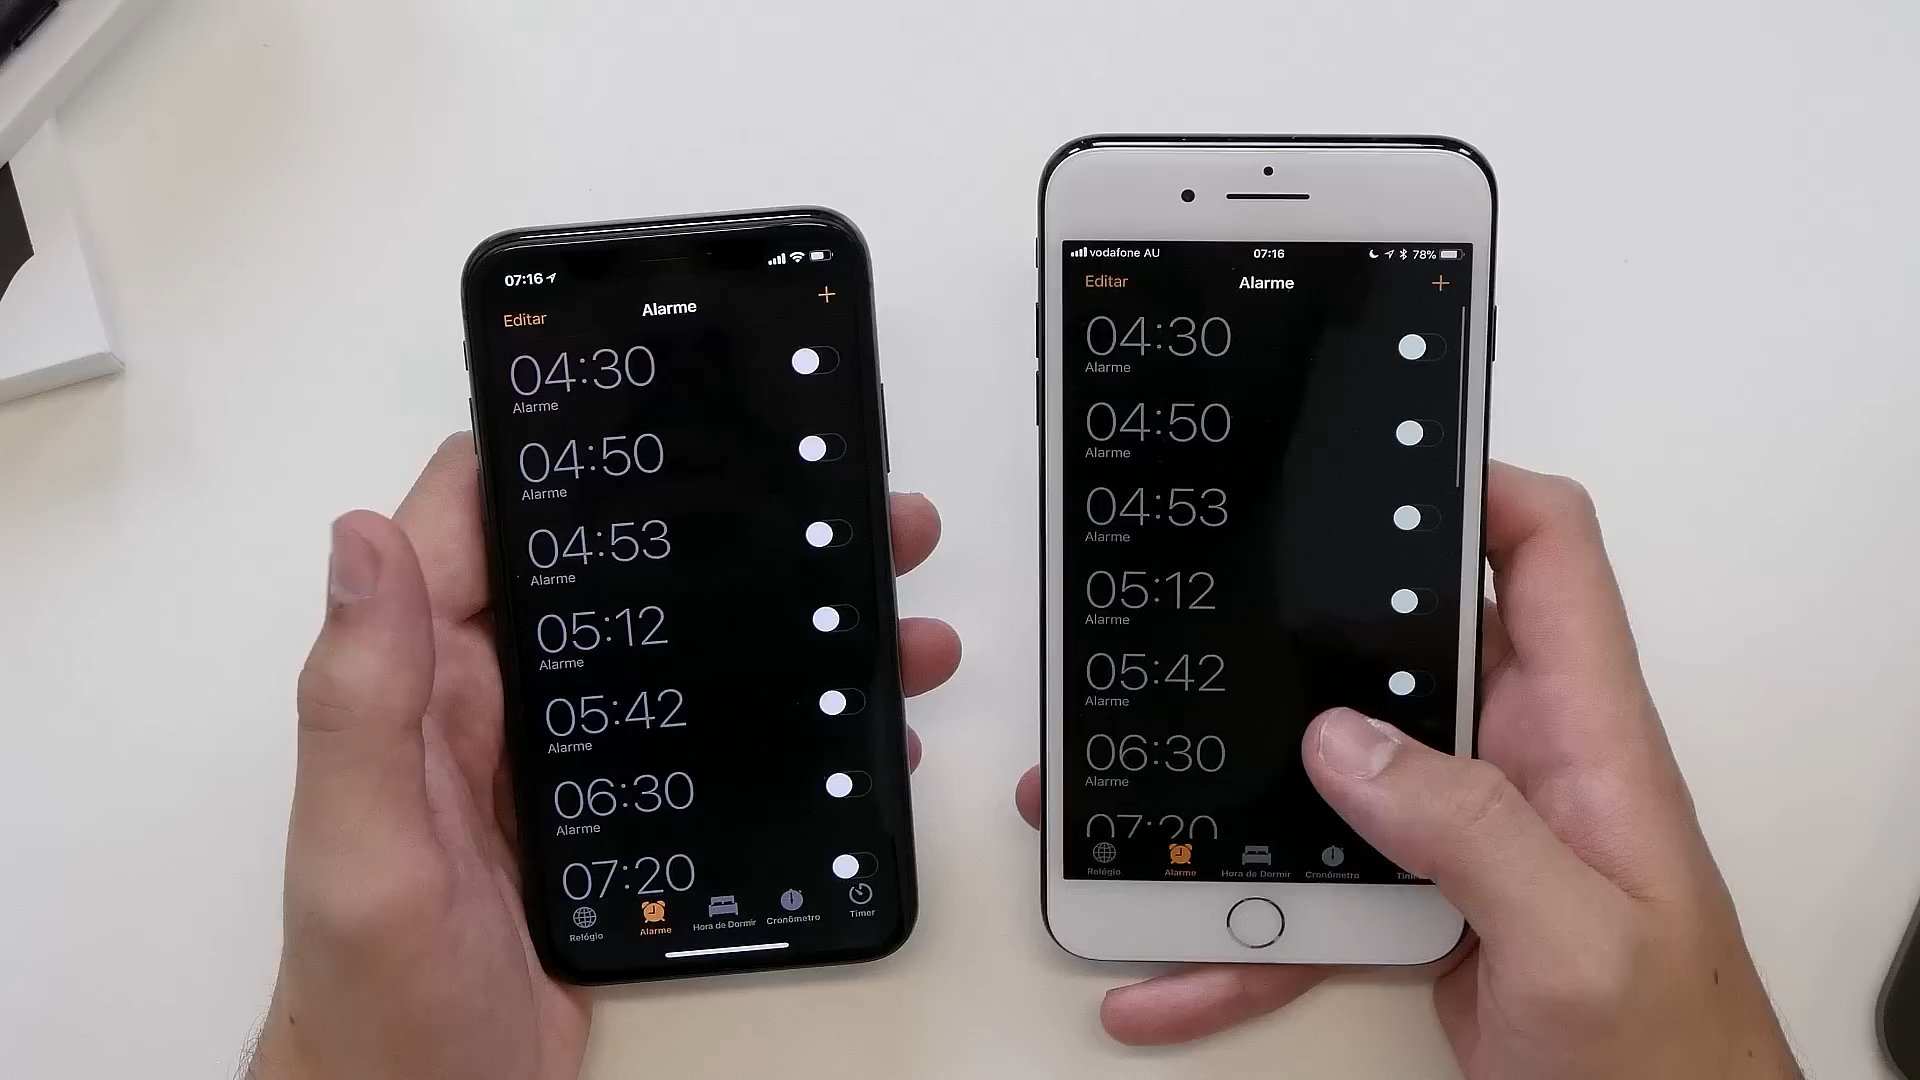 07:16
Editar
Alarme
+
04:30
Alarme
04:50
Alarme
04:53
Alarme
05:12
Alarme
05:42
Alarme
06:30
Alarme
07:20
Relógio
Alarme
Hora de Dormir
Cronômetro
Timer
vodafone AU
07:16
78%
Editar
Alarme
+
04:30
Alarme
04:50
Alarme
04:53
Alarme
05:12
Alarme
05:42
Alarme
06:30
Alarme
07:20
Relógio
Alarme
Hora de Dormir
Cronômetro